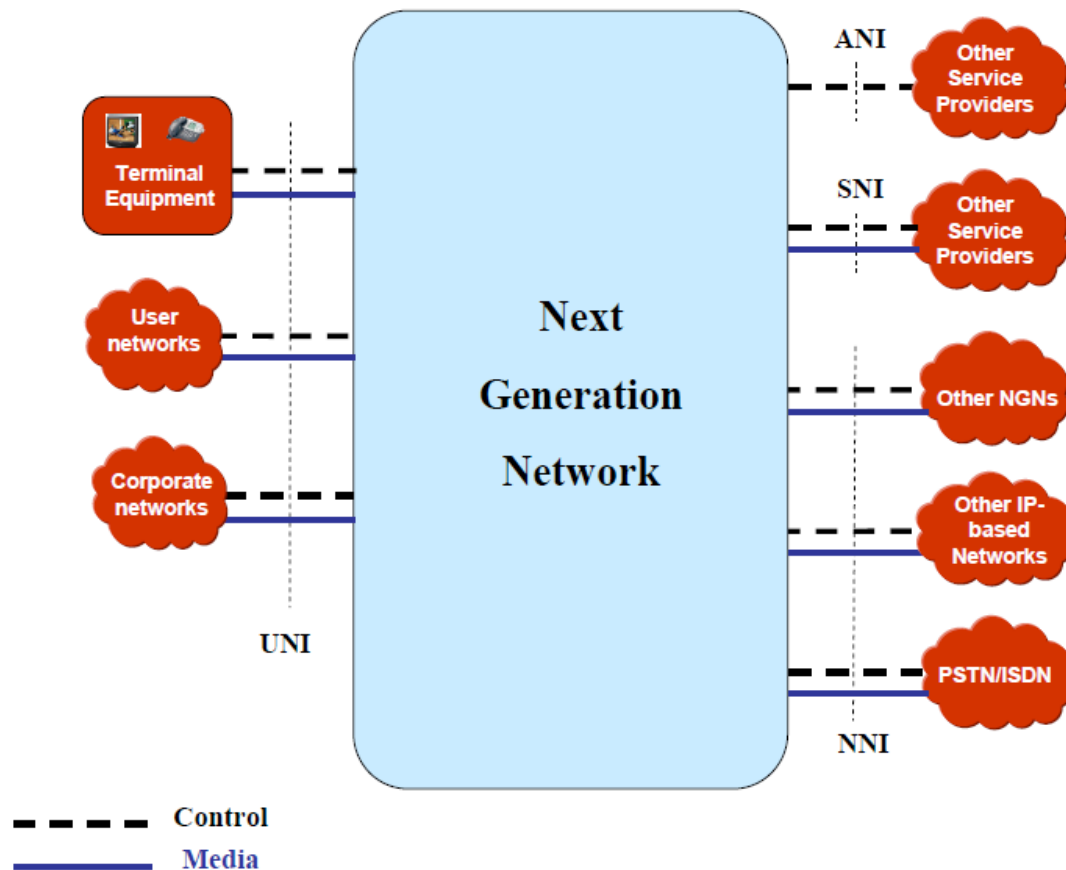 ANI
Other
Service
Providers
Terminal
Equipment
SNI
Other
Service
Providers
User
networks
Next
Generation
Network
Other NGNs
Corporate
networks
Other IP-
based
Networks
UNI
PSTN/ISDN
NNI
Control
Media